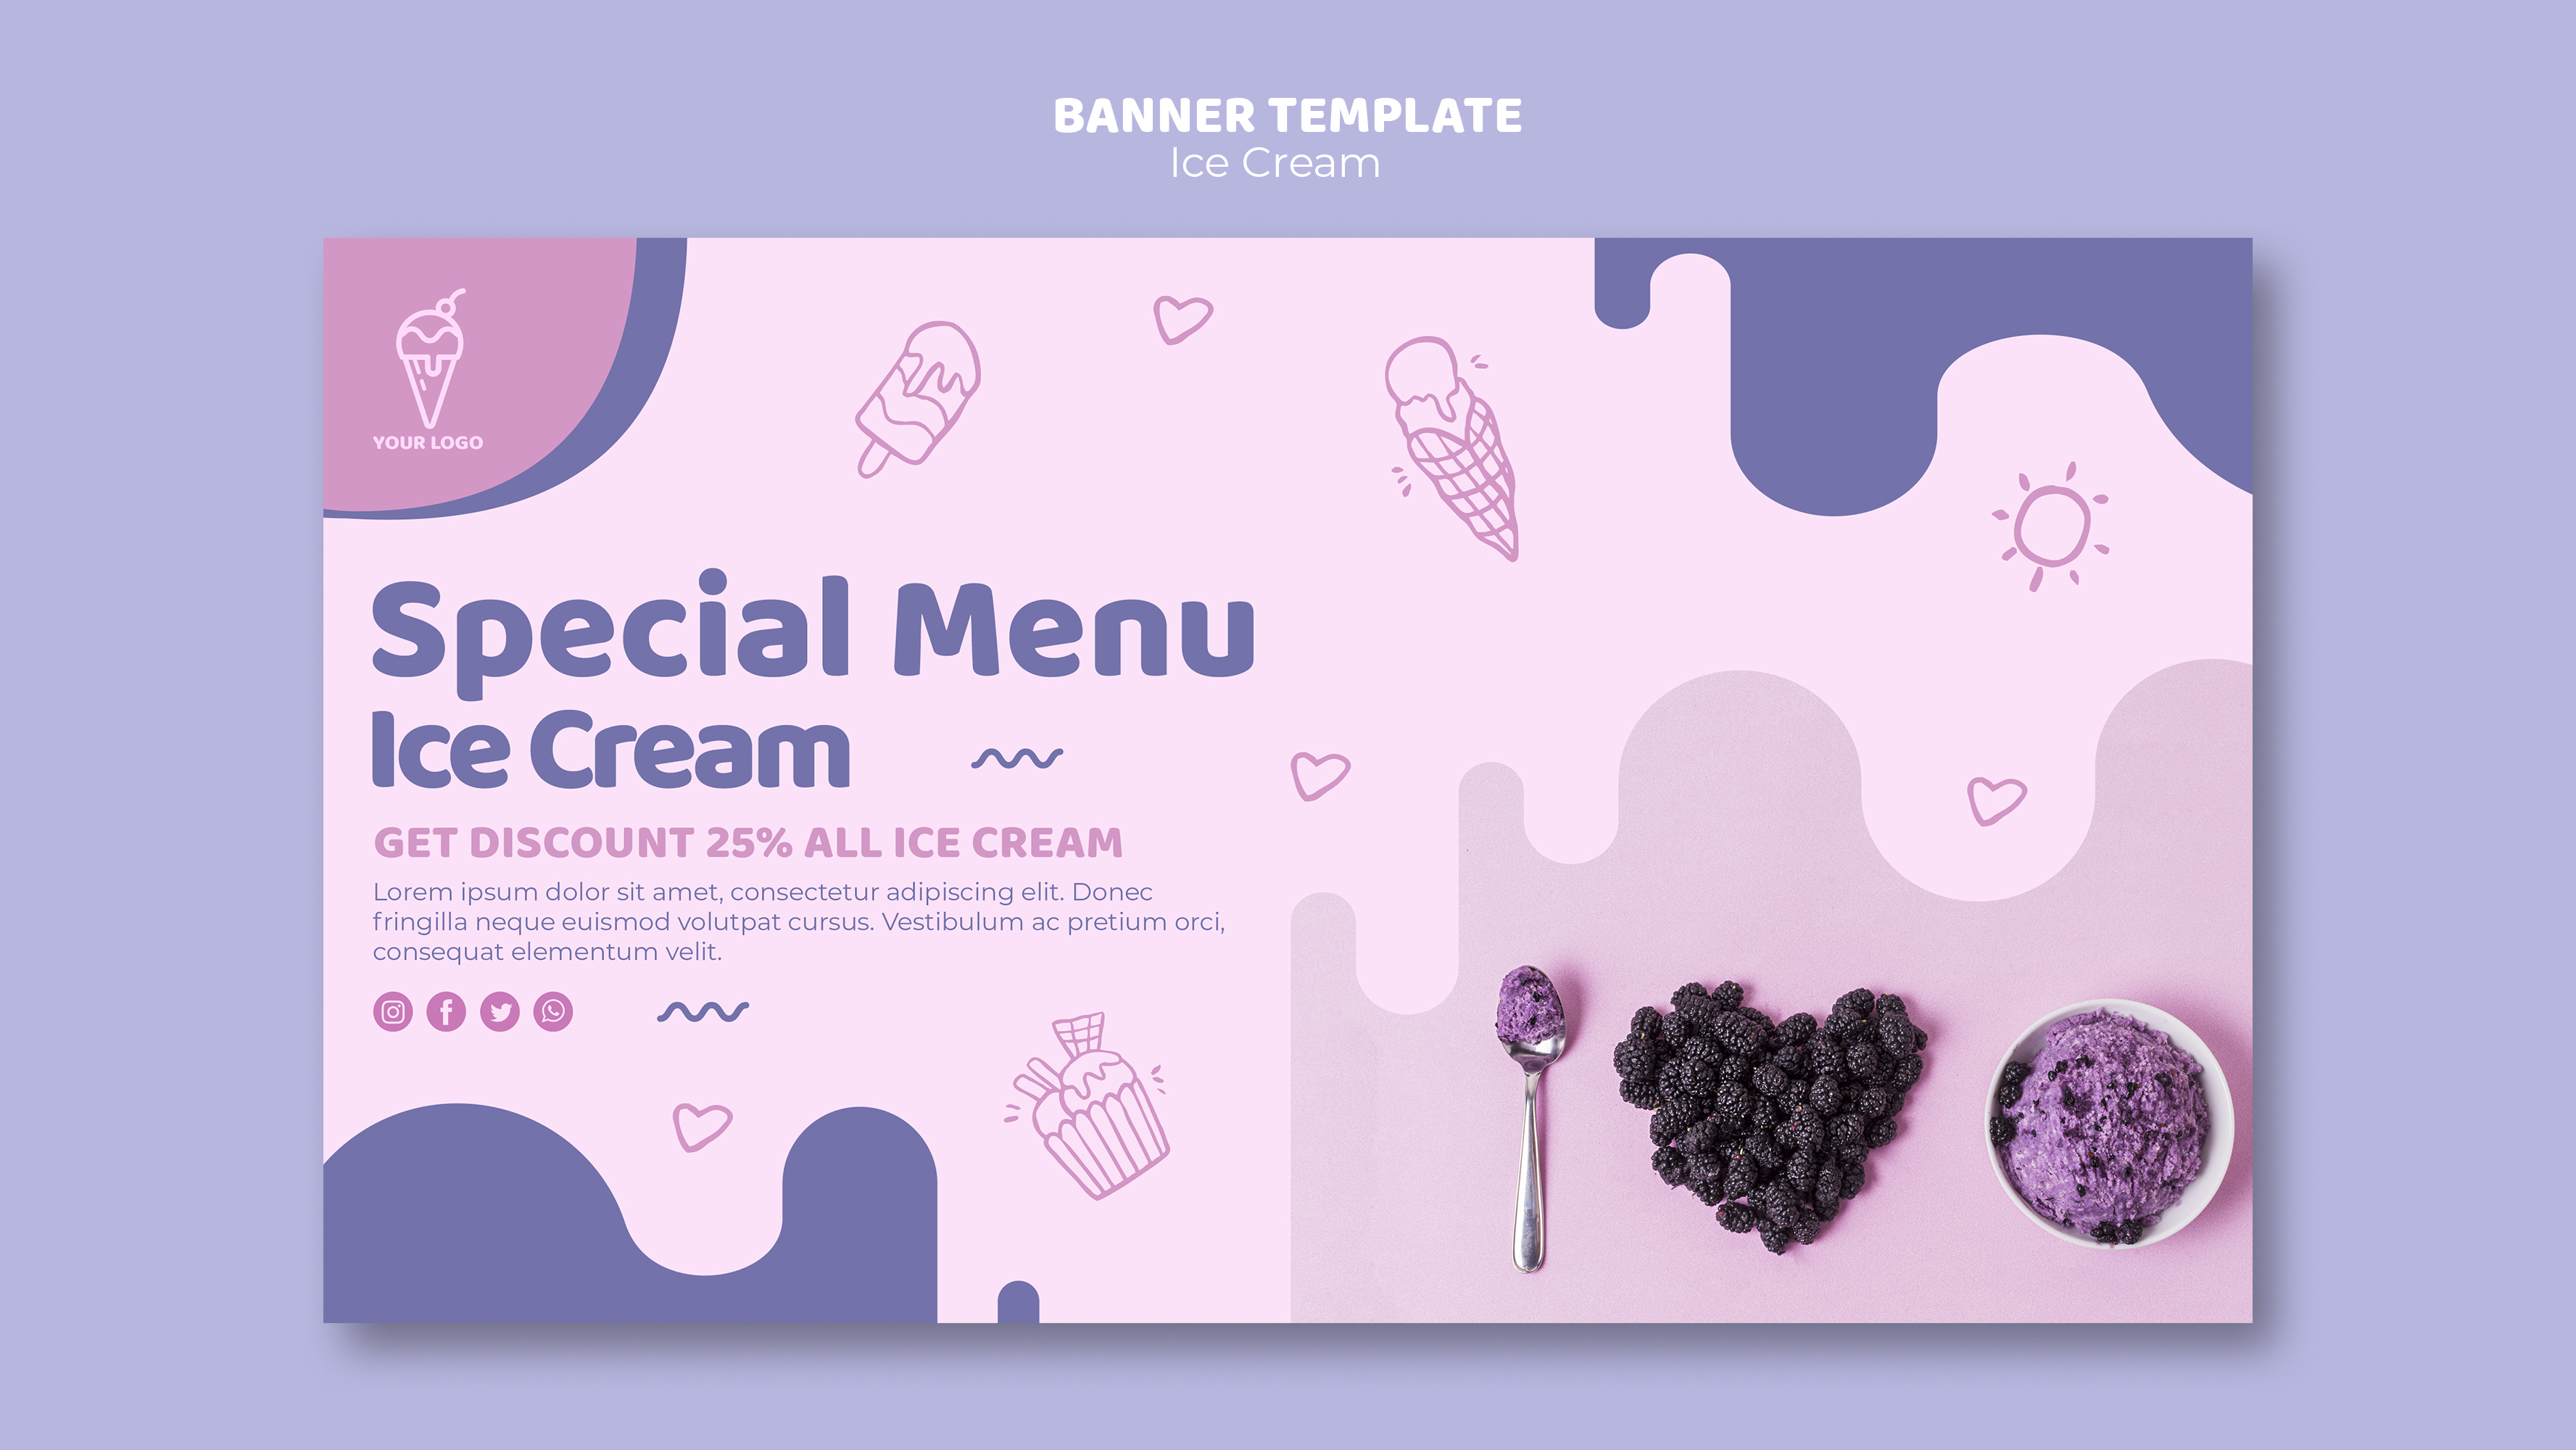 BANNER TEMPLATE
Ice Cream
YOUR LOGO
Special Menu
Ice Cream
GET DISCOUNT 25% ALL ICE CREAM
Lorem ipsum dolor sit amet, consectetur adipiscing elit. Donec
fringilla neque euismod volutpat cursus. Vestibulum ac pretium orci,
consequat elementum velit.